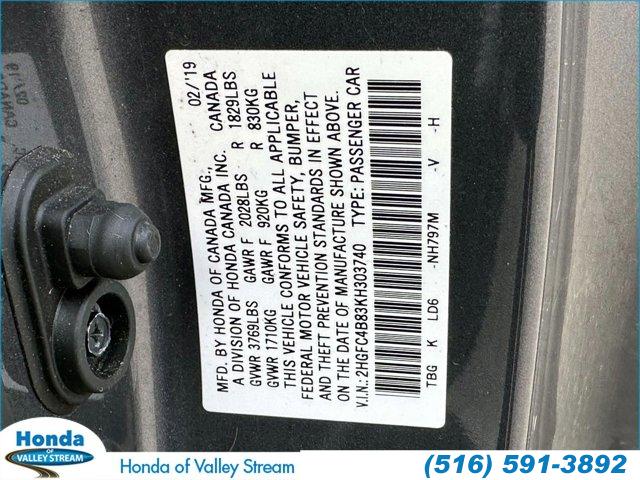 MFD. BY HONDA OF CANADA MFG., 02/'19
A DIVISION OF HONDA CANADA INC. CANADA
GVWR 3769LBS GAWR F 2028LBS R 1829LBS
GVWR 1710KG GAWR F 920KG R 830KG
THIS VEHICLE CONFORMS TO ALL APPLICABLE
FEDERAL MOTOR VEHICLE SAFETY, BUMPER,
AND THEFT PREVENTION STANDARDS IN EFFECT
ON THE DATE OF MANUFACTURE SHOWN ABOVE.
V.I.N.: 2HGFC4B83KH303740 TYPE: PASSENGER CAR
TBG K LD6 -NH797M -V -H
Honda
of
VALLEY STREAM
Honda of Valley Stream
(516) 591-3892